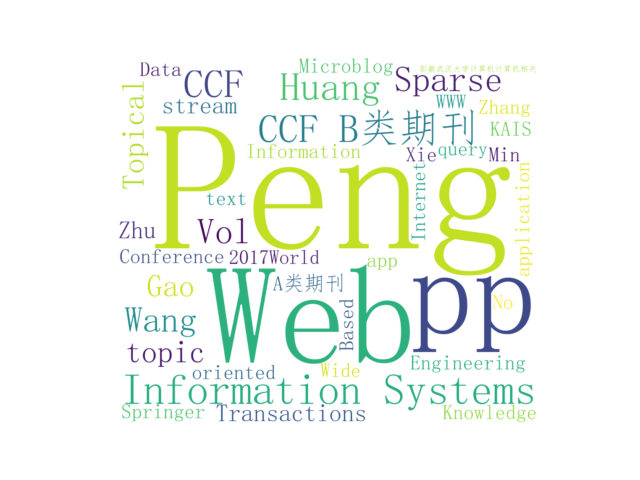 Data
CCF
Microblog
Huang
Sparse
Topical
stream
CCF B类期刊
WWW
Zhang
KAIS
Information
Xie
query
Min
Peng
text
Internet
application
Zhu
Vol
Conference
2017World
app
Gao
A类期刊
Web
pp
No
Wang
Based
topic
oriented
Wide
Engineering
Information Systems
Springer
Transactions
Knowledge